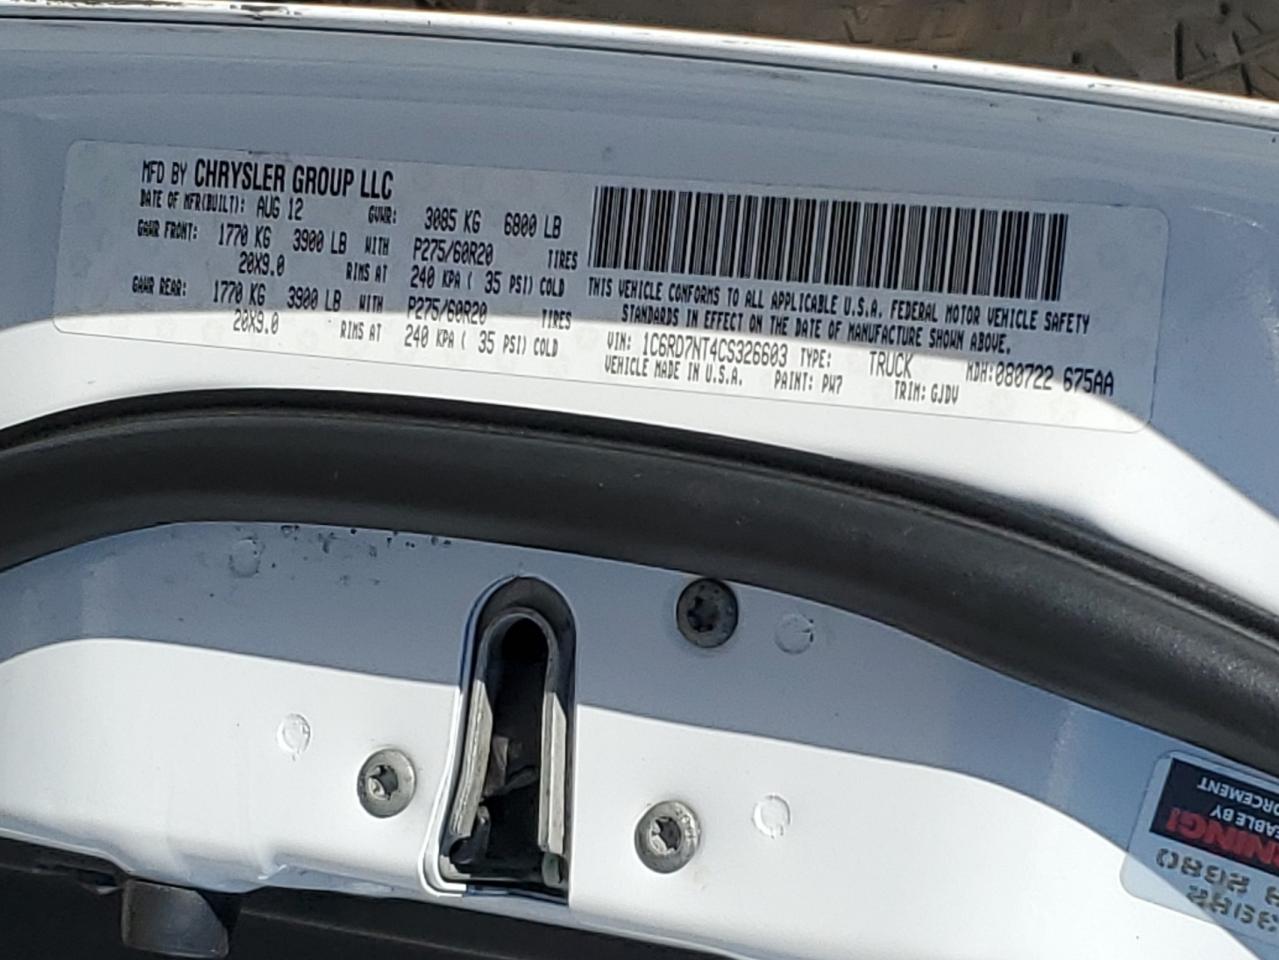 MFD BY CHRYSLER GROUP LLC
DATE OF MFR(BUILT): AUG 12 GVWR: 3085 KG 6800 LB
GAWR FRONT: 1770 KG 3900 LB WITH P275/60R20 TIRES
20X9.0 RIMS AT 240 KPA ( 35 PSI) COLD
GAWR REAR: 1770 KG 3900 LB WITH P275/60R20 TIRES
20X9.0 RIMS AT 240 KPA ( 35 PSI) COLD
THIS VEHICLE CONFORMS TO ALL APPLICABLE U.S.A. FEDERAL MOTOR VEHICLE SAFETY
STANDARDS IN EFFECT ON THE DATE OF MANUFACTURE SHOWN ABOVE.
VIN: 1C6RD7NT4CS326603 TYPE: TRUCK MDH:080722 675AA
VEHICLE MADE IN U.S.A. PAINT: PW7 TRIM: GJDV
ORCEMENT
ABLE BY
NING!